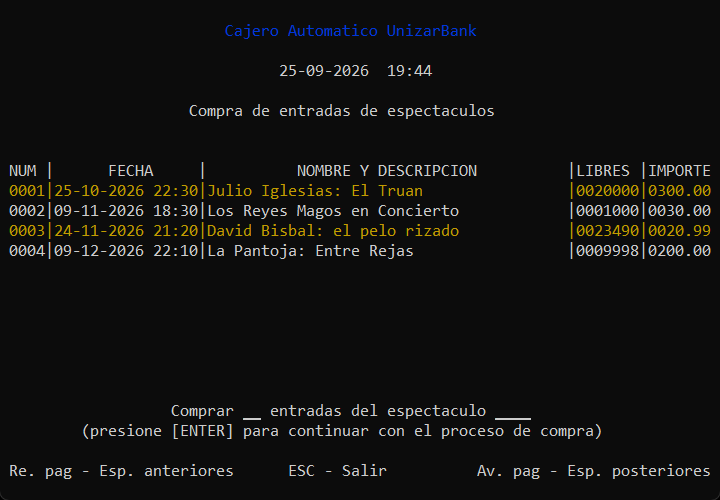 Cajero Automatico UnizarBank
25-09-2026  19:44
Compra de entradas de espectaculos
NUM |      FECHA     |          NOMBRE Y DESCRIPCION          |LIBRES |IMPORTE
0001|25-10-2026 22:30|Julio Iglesias: El Truan                |0020000|0300.00
0002|09-11-2026 18:30|Los Reyes Magos en Concierto            |0001000|0030.00
0003|24-11-2026 21:20|David Bisbal: el pelo rizado            |0023490|0020.99
0004|09-12-2026 22:10|La Pantoja: Entre Rejas                 |0009998|0200.00
Comprar __ entradas del espectaculo ____
(presione [ENTER] para continuar con el proceso de compra)
Re. pag - Esp. anteriores      ESC - Salir          Av. pag - Esp. posteriores